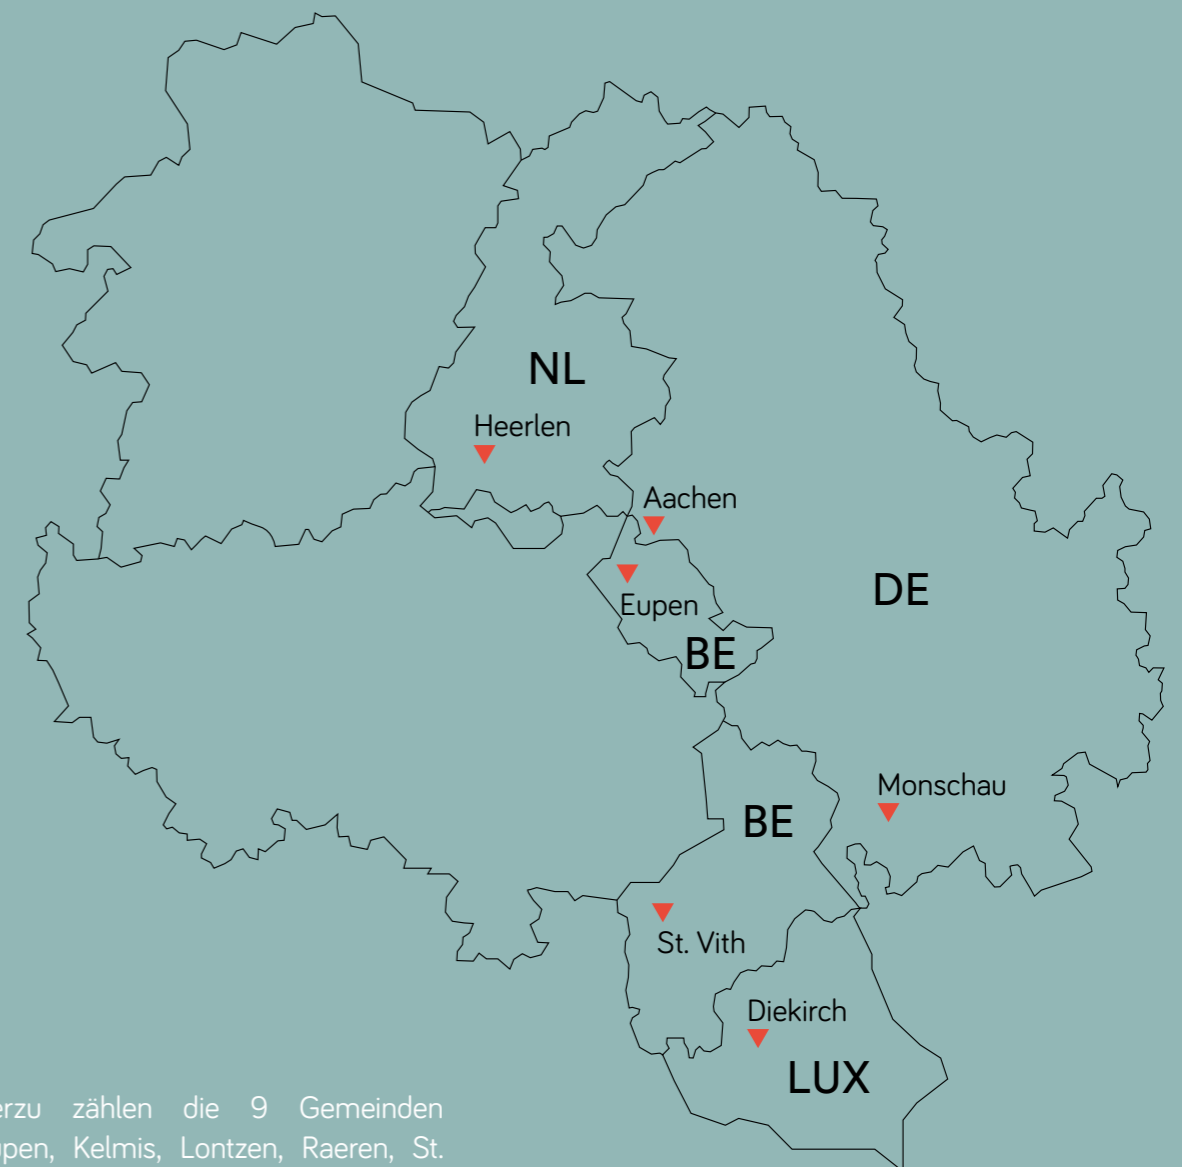 NL
Heerlen
Aachen
DE
Eupen
BE
Monschau
BE
St. Vith
Diekirch
LUX
zählen die 9 Gemeinden
Kelmis, Lontzen, Raeren, St.